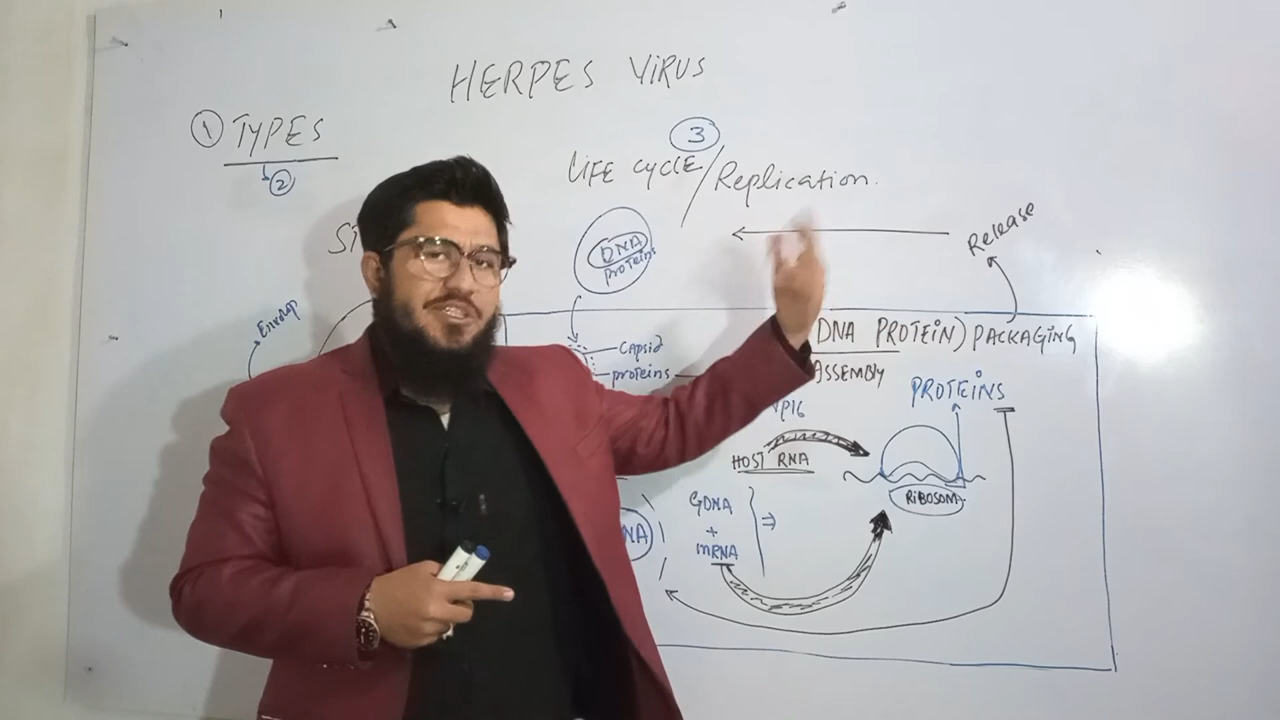 HERPES VIRUS
1 TYPES
2
3
LIFE CYCLE/Replication.
DNA
Proteins
Release
Envelop
capsid
proteins
DNA PROTEIN) PACKAGING
ASSEMBLY
PROTEINS
VP16
HOST RNA
RIBOSOM
GDNA
+
mRNA